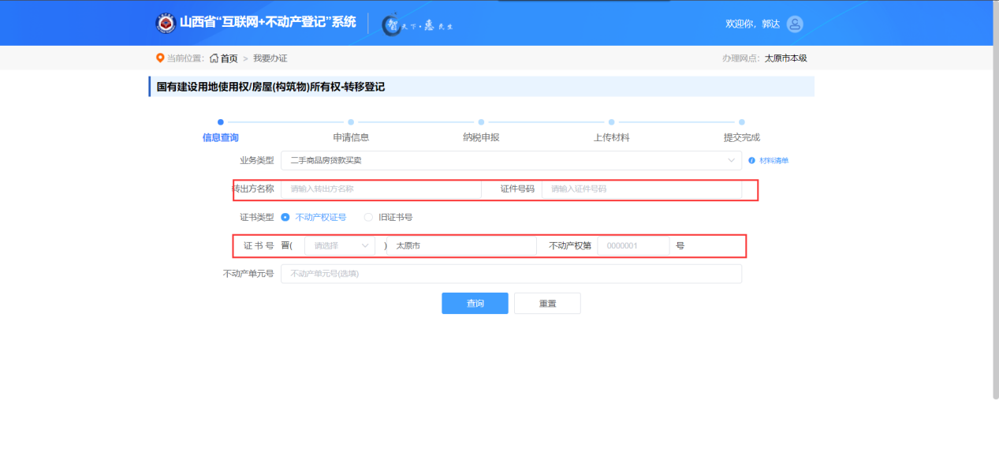 山西省“互联网+不动产登记”系统 智天下·惠民生 欢迎你，郭达
当前位置： 首页 > 我要办证 办理网点：太原市本级
国有建设用地使用权/房屋(构筑物)所有权-转移登记
信息查询 申请信息 纳税申报 上传材料 提交完成
业务类型 二手商品房贷款买卖 材料清单
转出方名称 请输入转出方名称 证件号码 请输入证件号码
证书类型 不动产权证号 旧证书号
证 书 号 晋( 请选择 ) 太原市 不动产权第 0000001 号
不动产单元号 不动产单元号(选填)
查询 重置